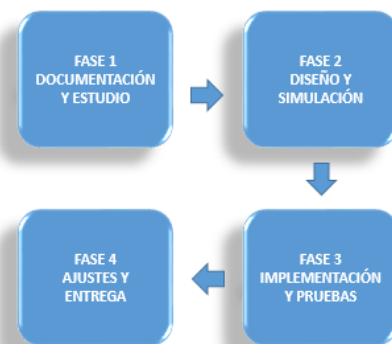 FASE 1
DOCUMENTACIÓN
Y ESTUDIO
FASE 2
DISEÑO Y
SIMULACIÓN
FASE 3
IMPLEMENTACIÓN
Y PRUEBAS
FASE 4
AJUSTES Y
ENTREGA